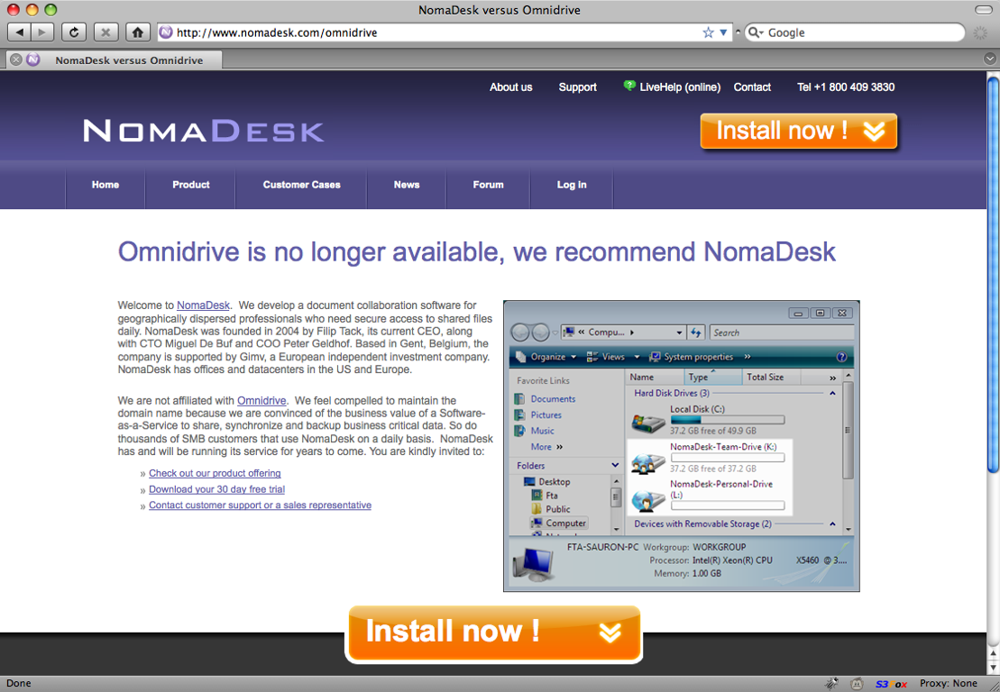 NomaDesk versus Omnidrive
http://www.nomadesk.com/omnidrive
Google
NomaDesk versus Omnidrive
About us Support LiveHelp (online) Contact Tel +1 800 409 3830
NOMADESK
Install now !
Home Product Customer Cases News Forum Log In
Omnidrive is no longer available, we recommend NomaDesk
Welcome to NomaDesk. We develop a document collaboration software for
geographically dispersed professionals who need secure access to shared files
daily. NomaDesk was founded in 2004 by Filip Tack, its current CEO, along
with CTO Miguel De Buf and COO Peter Geldhof. Based in Gent, Belgium, the
company is supported by Gimv, a European independent investment company.
NomaDesk has offices and datacenters in the US and Europe.
We are not affiliated with Omnidrive. We feel compelled to maintain the
domain name because we are convinced of the business value of a Software-
as-a-Service to share, synchronize and backup business critical data. So do
thousands of SMB customers that use NomaDesk on a daily basis. NomaDesk
has and will be running its service for years to come. You are kindly invited to:
» Check out our product offering
» Download your 30 day free trial
» Contact customer support or a sales representative
« Compu... Search
Organize Views System properties »
Favorite Links
Documents
Pictures
Music
More »
Folders
Desktop
Fta
Public
Computer
Name Type Total Size »
Hard Disk Drives (3)
Local Disk (C:)
37.2 GB free of 49.9 GB
NomaDesk-Team-Drive (K:)
37.2 GB free of 37.2 GB
NomaDesk-Personal-Drive
(L:)
Devices with Removable Storage (2)
FTA-SAURON-PC Workgroup: WORKGROUP
Processor: Intel(R) Xeon(R) CPU X5460 @ 3....
Memory: 1.00 GB
Install now !
Done S3Fox Proxy: None